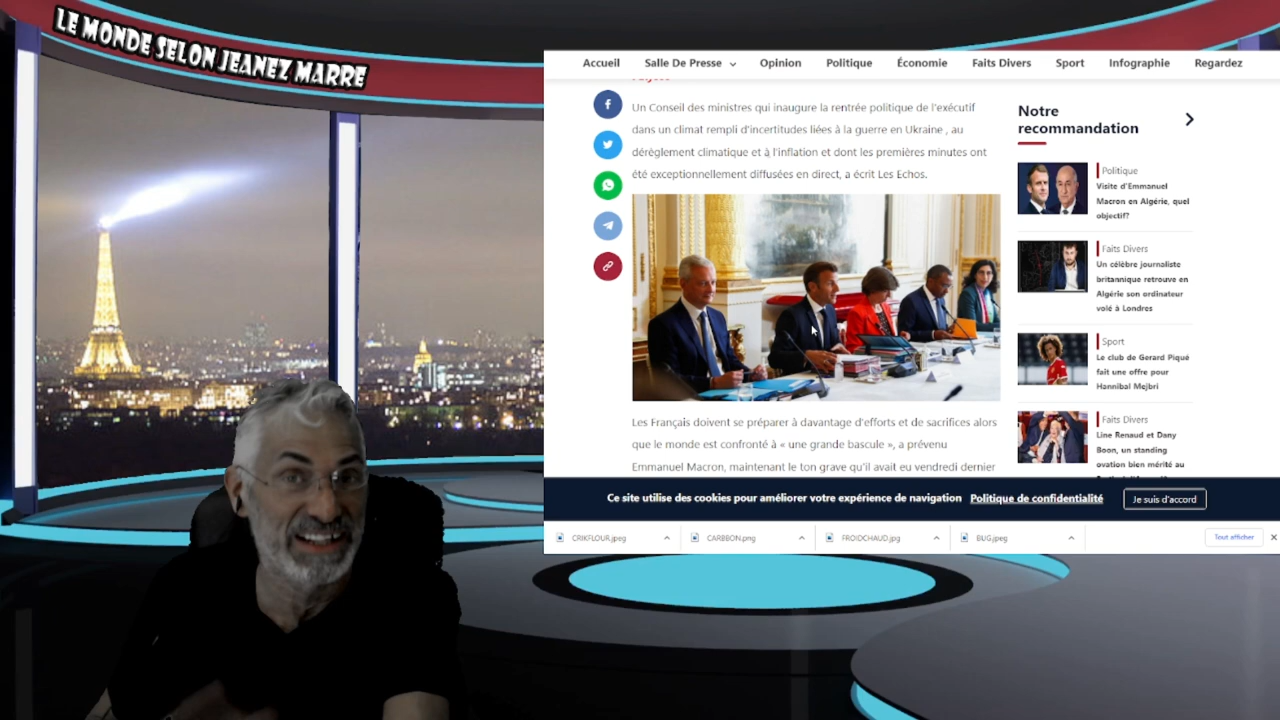 LE MONDE SELON JEANEZ MARRE
Accueil
Salle De Presse
Opinion
Politique
Économie
Faits Divers
Sport
Infographie
Regardez
Un Conseil des ministres qui inaugure la rentrée politique de l'exécutif
dans un climat rempli d'incertitudes liées à la guerre en Ukraine , au
dérèglement climatique et à l'inflation et dont les premières minutes ont
été exceptionnellement diffusées en direct, a écrit Les Echos.
Les Français doivent se préparer à davantage d'efforts et de sacrifices alors
que le monde est confronté à « une grande bascule », a prévenu
Emmanuel Macron, maintenant le ton grave qu'il avait eu vendredi dernier
Notre
recommandation
Politique
Visite d'Emmanuel
Macron en Algérie, quel
objectif?
Faits Divers
Un célèbre journaliste
britannique retrouve en
Algérie son ordinateur
volé à Londres
Sport
Le club de Gerard Piqué
fait une offre pour
Hannibal Mejbri
Faits Divers
Line Renaud et Dany
Boon, un standing
ovation bien mérité au
Ce site utilise des cookies pour améliorer votre expérience de navigation
Politique de confidentialité
Je suis d'accord
CRIKFLOUR.jpeg
CARBBON.png
FROIDCHAUD.jpg
BUG.jpeg
Tout afficher